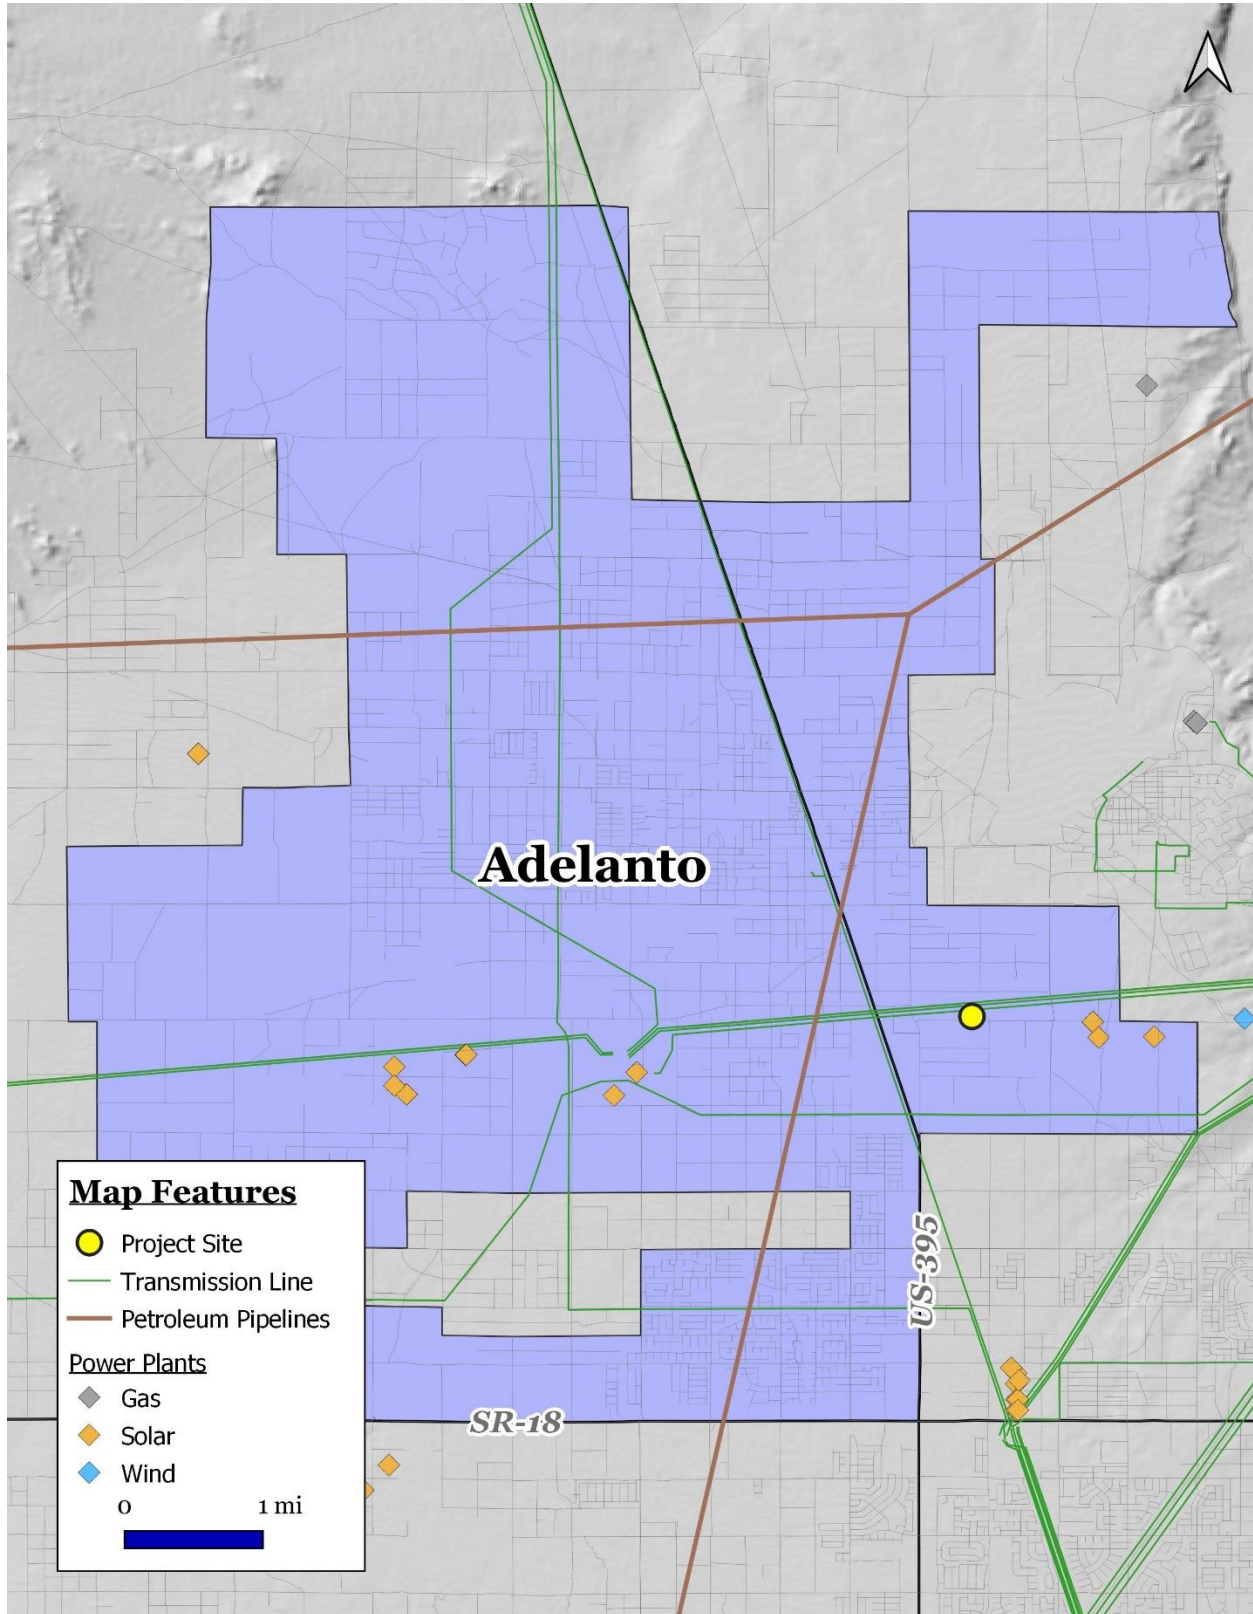 Adelanto
US-395
SR-18
Map Features
Project Site
Transmission Line
Petroleum Pipelines
Power Plants
Gas
Solar
Wind
0 1 mi